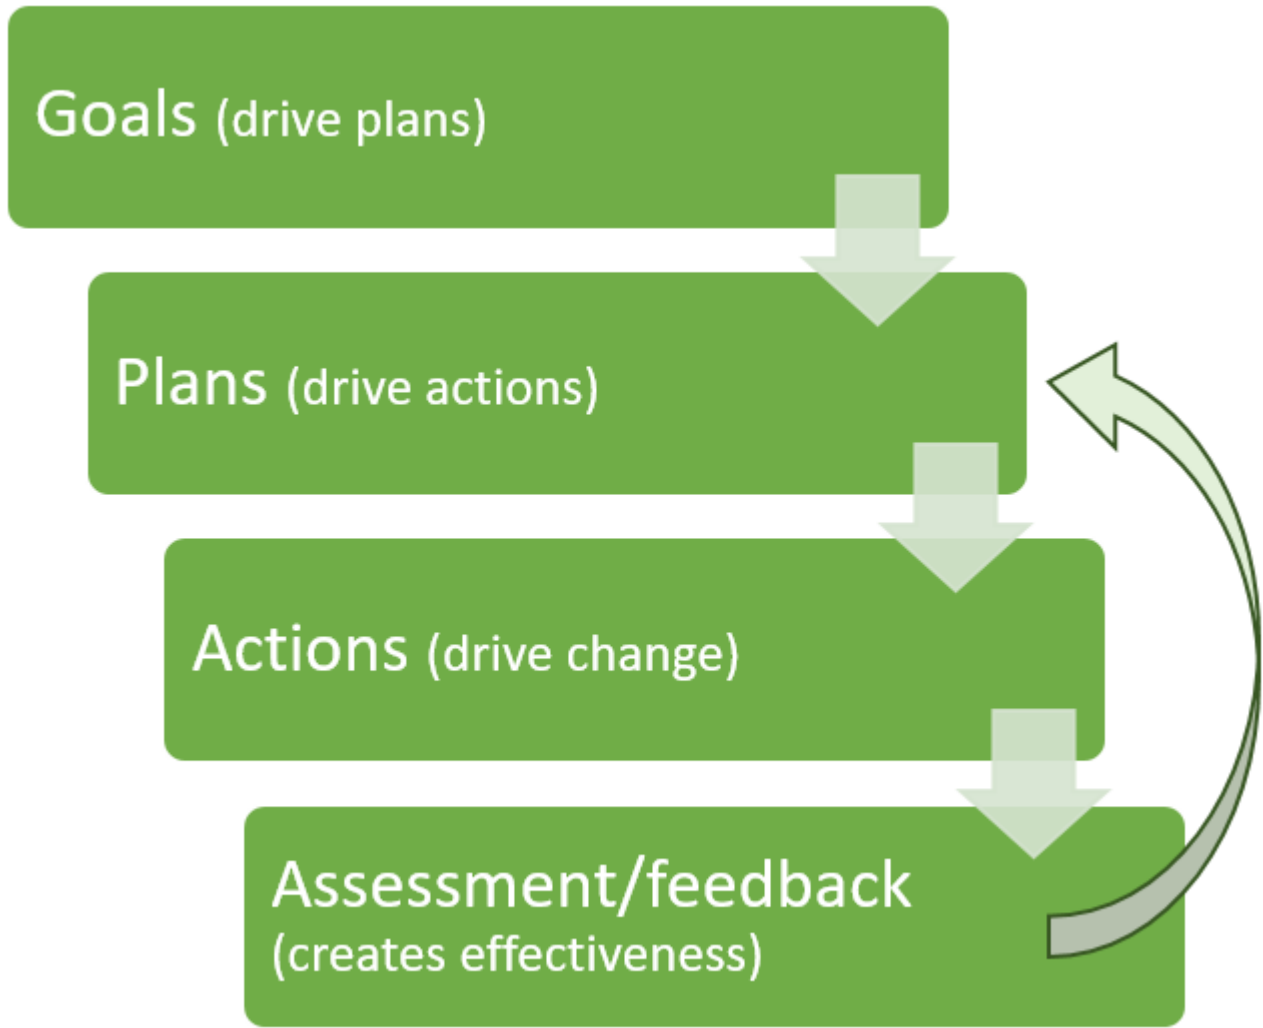 Goals (drive plans)
Plans (drive actions)
Actions (drive change)
Assessment/feedback
(creates effectiveness)